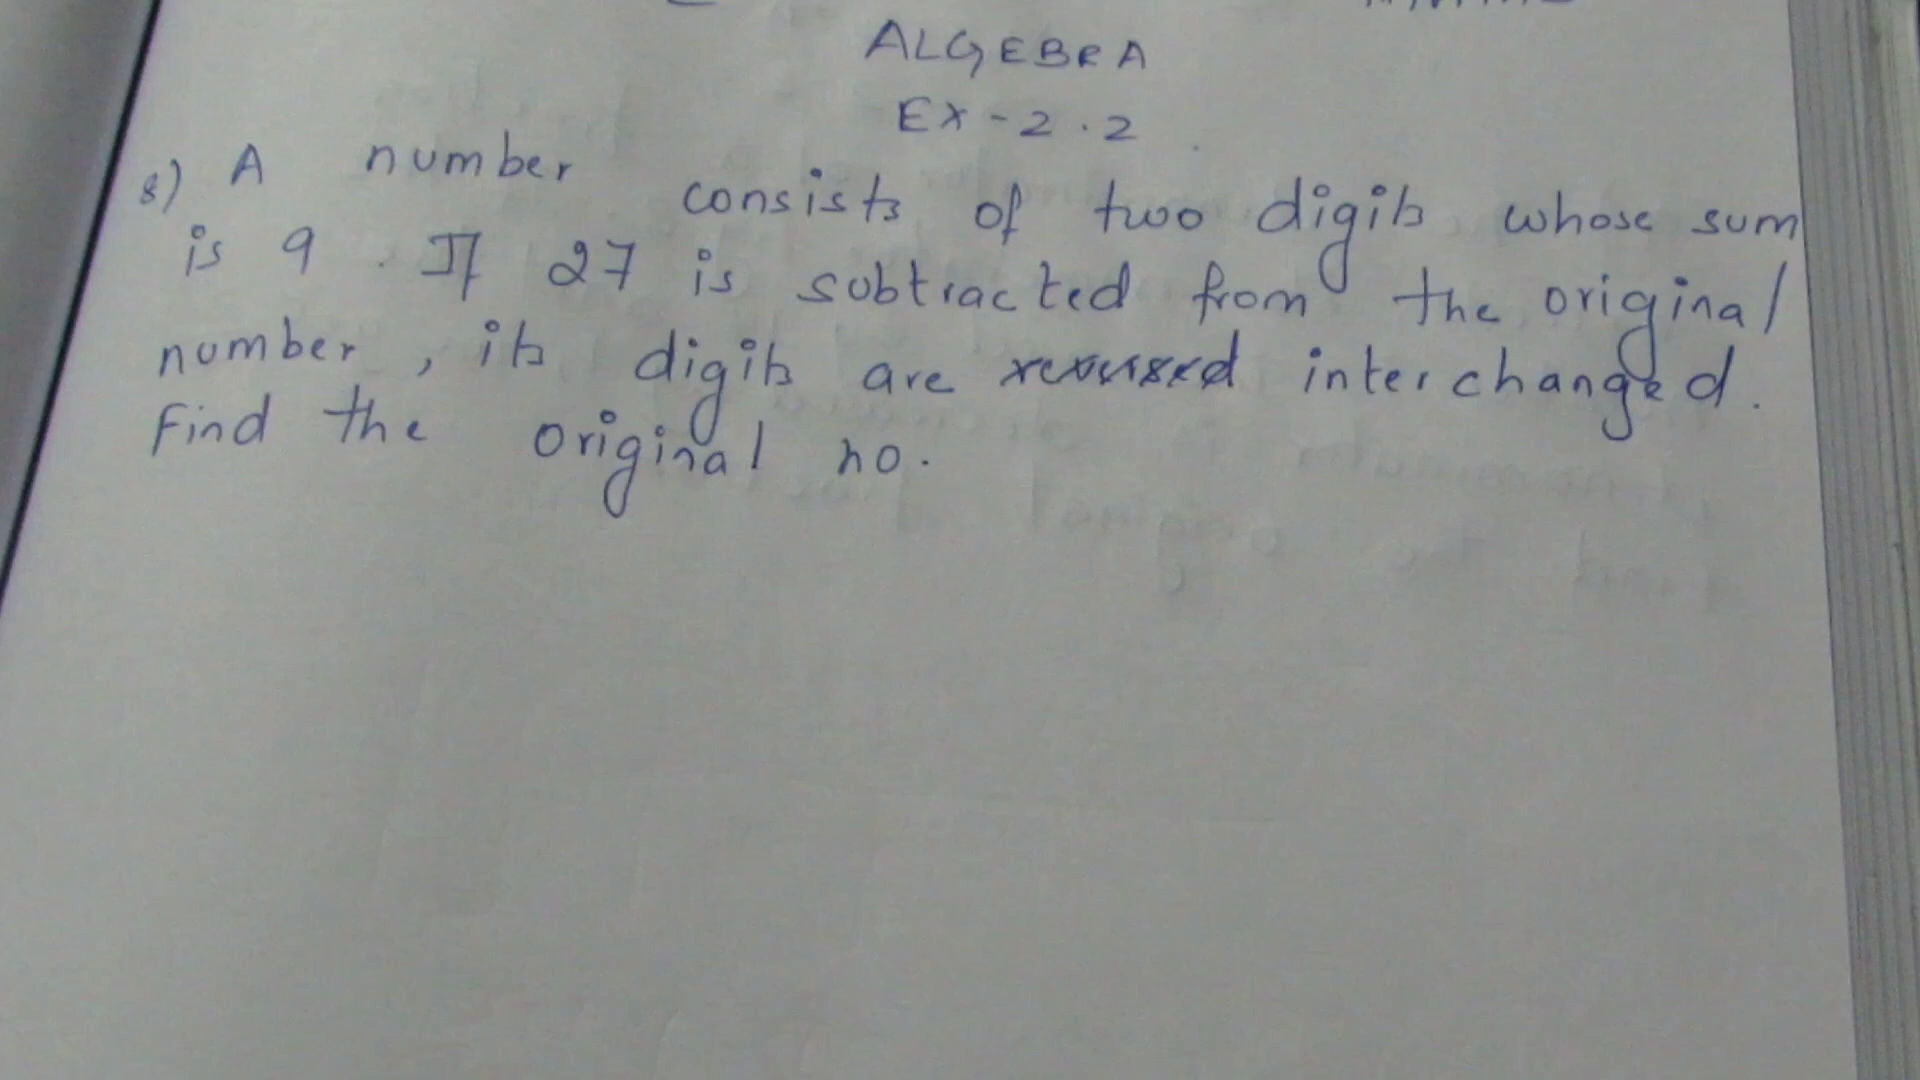 ALGEBRA
EX-2.2
8) A number consists of two digits whose sum
is 9. If 27 is subtracted from the original
number, its digits are interchanged.
Find the original no.